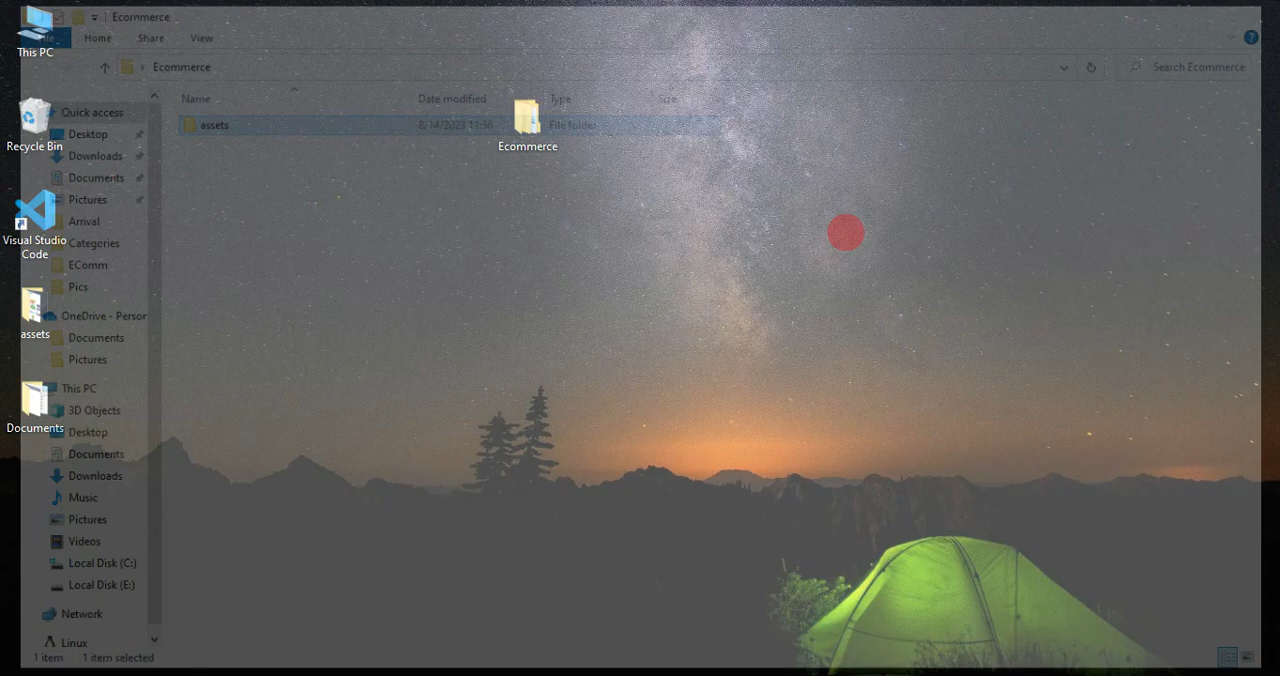 Ecommerce
This PC
Home
Share
View
Ecommerce
Search Ecommerce
Name
Date modified
Type
Size
assets
8/14/2023 11:56
File folder
Recycle Bin
Ecommerce
Quick access
Desktop
Downloads
Documents
Pictures
Arrival
Categories
EComm
Pics
OneDrive - Person
Documents
Pictures
This PC
3D Objects
Desktop
Documents
Downloads
Music
Pictures
Videos
Local Disk (C:)
Local Disk (E:)
Network
Linux
Visual Studio
Code
assets
Documents
1 item
1 item selected